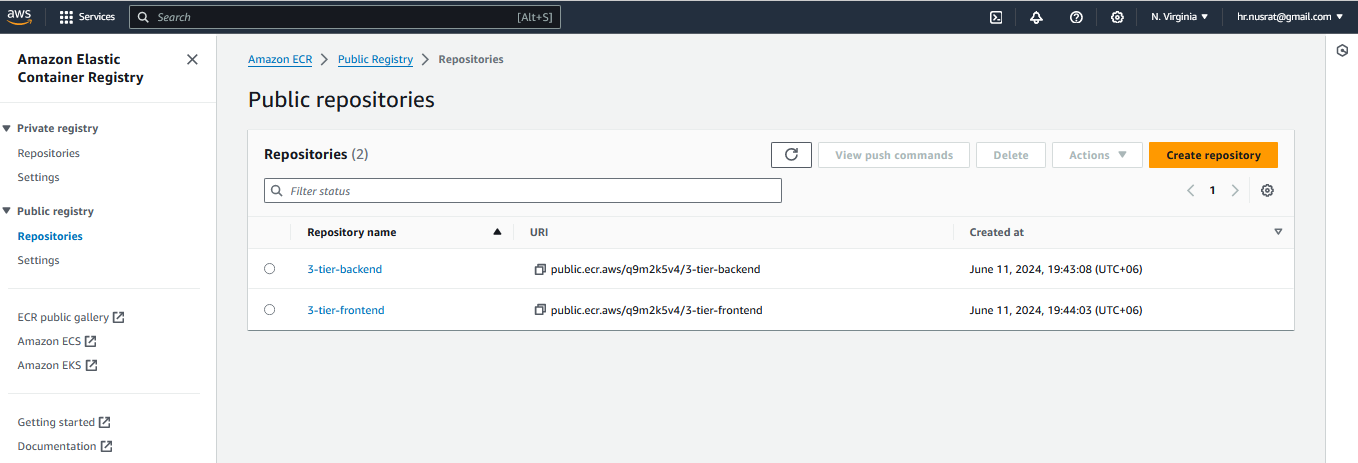 aws Services Search [Alt+S] N. Virginia hr.nusrat@gmail.com
Amazon Elastic
Container Registry
Private registry
Repositories
Settings
Public registry
Repositories
Settings
ECR public gallery
Amazon ECS
Amazon EKS
Getting started
Documentation
Amazon ECR Public Registry Repositories
Public repositories
Repositories (2) View push commands Delete Actions Create repository
Filter status 1
Repository name URI Created at
3-tier-backend public.ecr.aws/q9m2k5v4/3-tier-backend June 11, 2024, 19:43:08 (UTC+06)
3-tier-frontend public.ecr.aws/q9m2k5v4/3-tier-frontend June 11, 2024, 19:44:03 (UTC+06)